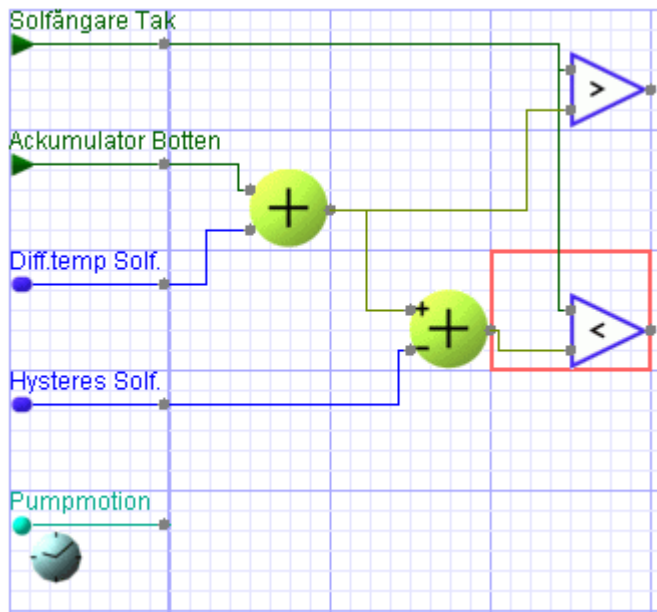 Solfångare Tak
>
Ackumulator Botten
+
Diff.temp Solf.
+
+
−
<
Hysteres Solf.
Pumpmotion